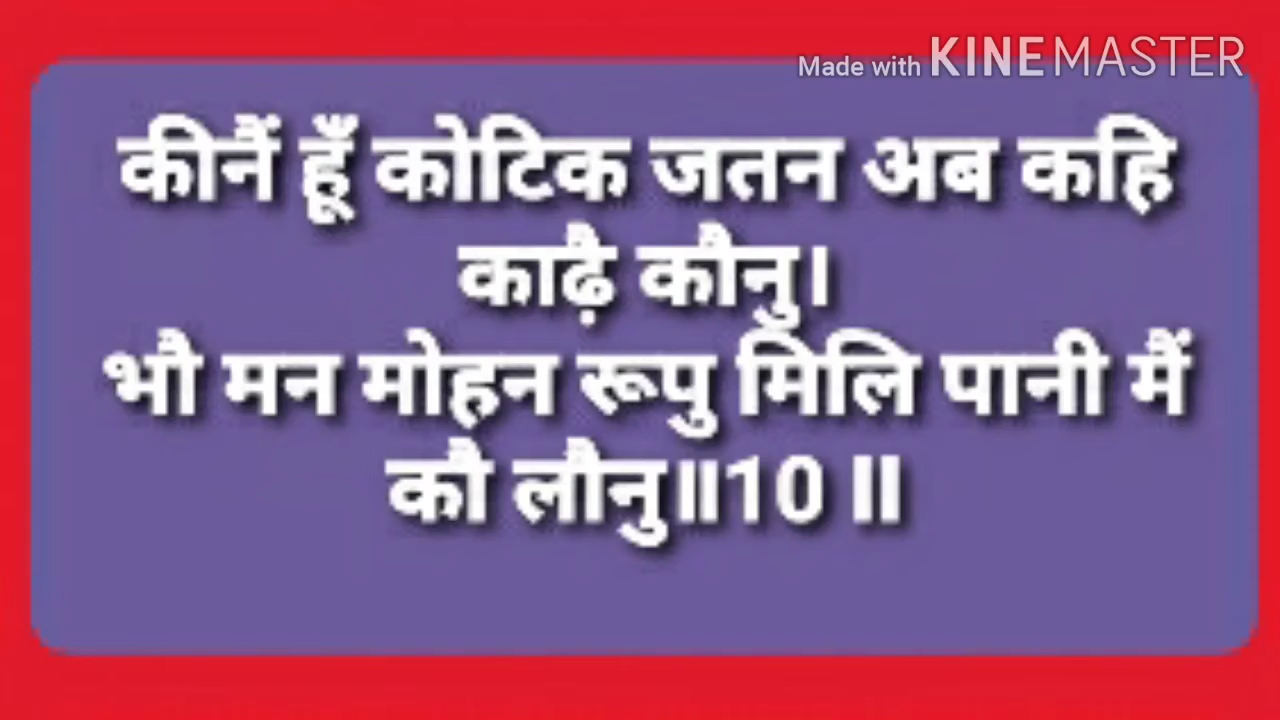 Made with KINEMASTER
कीनैं हूँ कोटिक जतन अब कहि
काढ़ै कौनु।
भौ मन मोहन रूपु मिलि पानी मैं
कौ लौनु॥10 ॥